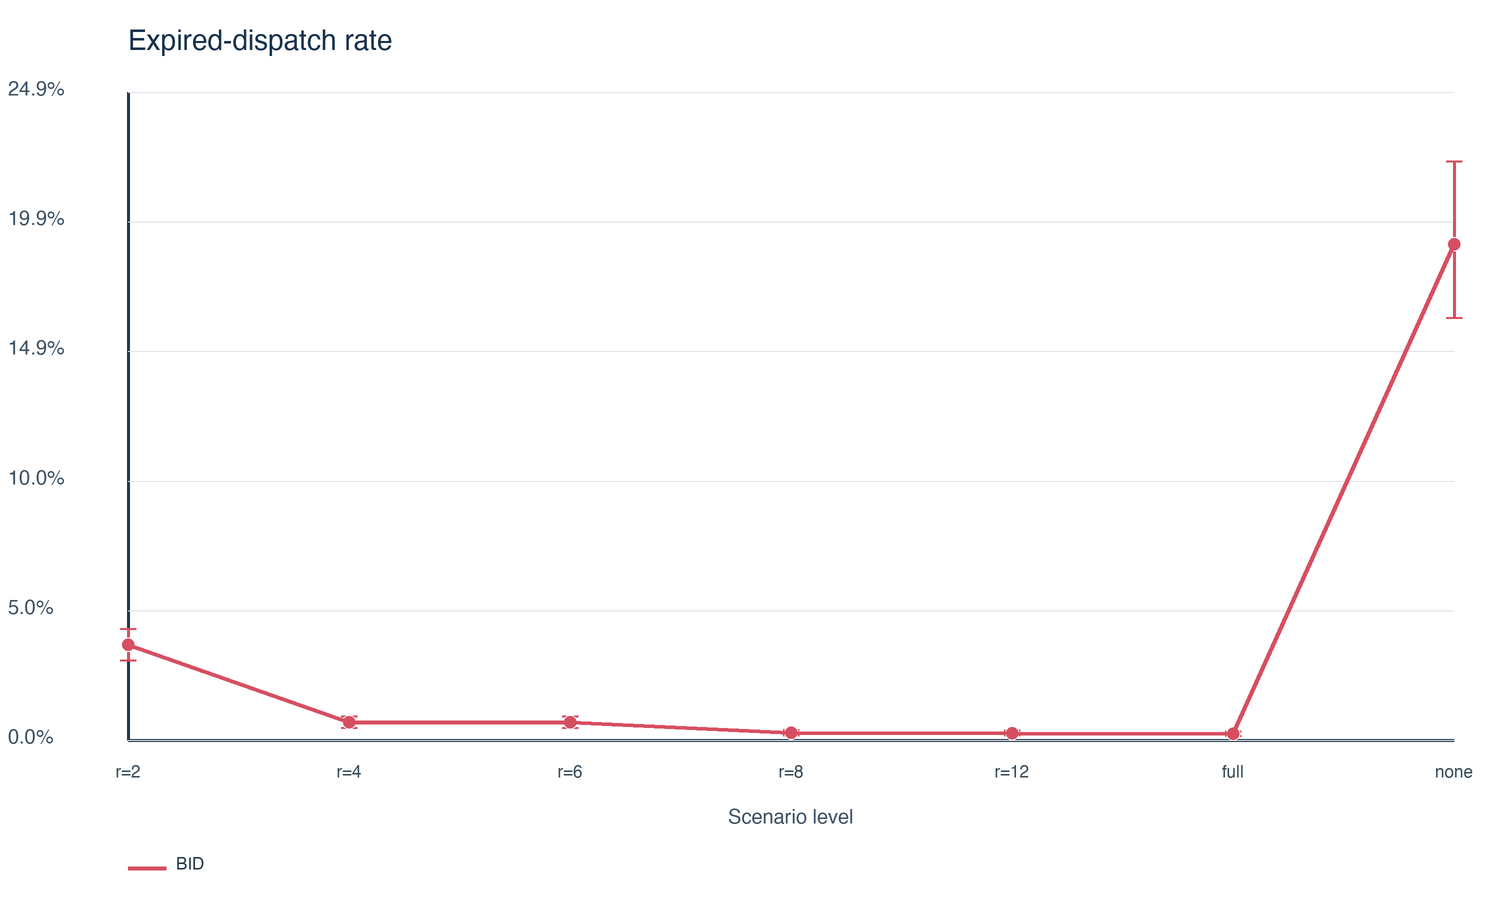 Expired-dispatch rate
24.9%
19.9%
14.9%
10.0%
5.0%
0.0%
r=2 r=4 r=6 r=8 r=12 full none
Scenario level
BID